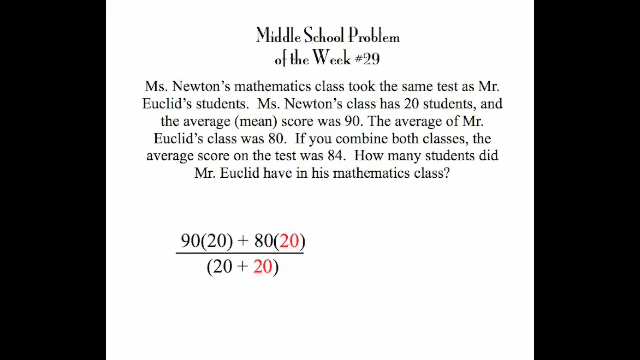 Middle School Problem
of the Week #29
Ms. Newton's mathematics class took the same test as Mr.
Euclid's students.  Ms. Newton's class has 20 students, and
the average (mean) score was 90. The average of Mr.
Euclid's class was 80.  If you combine both classes, the
average score on the test was 84.  How many students did
Mr. Euclid have in his mathematics class?
90(20) + 80(20)
(20 + 20)